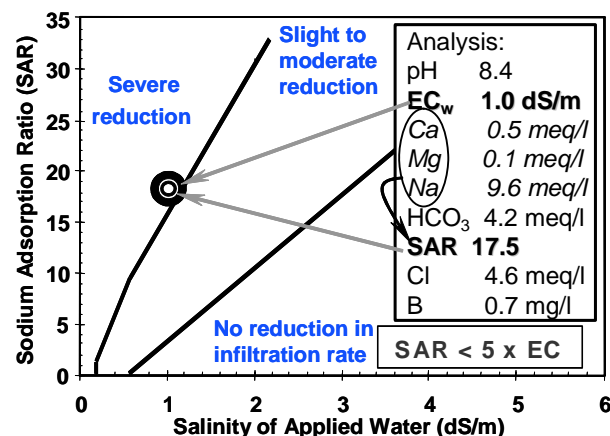 Sodium Adsorption Ratio (SAR)
35
30
25
20
15
10
5
0
Severe
reduction
Slight to
moderate
reduction
No reduction in
infiltration rate
Analysis:
pH 8.4
ECw 1.0 dS/m
Ca 0.5 meq/l
Mg 0.1 meq/l
Na 9.6 meq/l
HCO3 4.2 meq/l
SAR 17.5
Cl 4.6 meq/l
B 0.7 mg/l
SAR < 5 x EC
0 1 2 3 4 5 6
Salinity of Applied Water (dS/m)